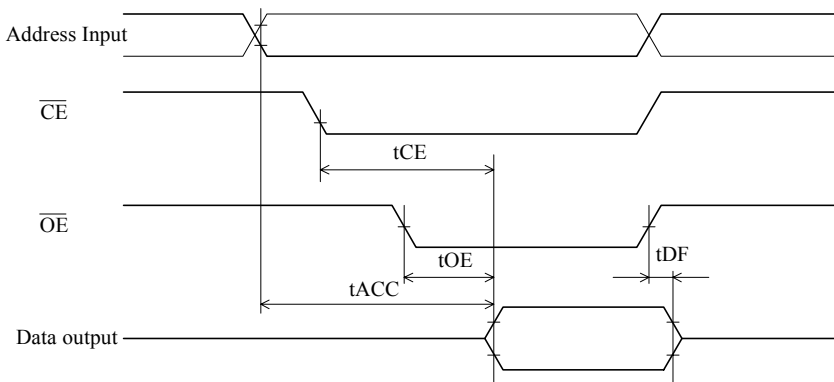 Address Input
CE
tCE
OE
tOE
tDF
tACC
Data output